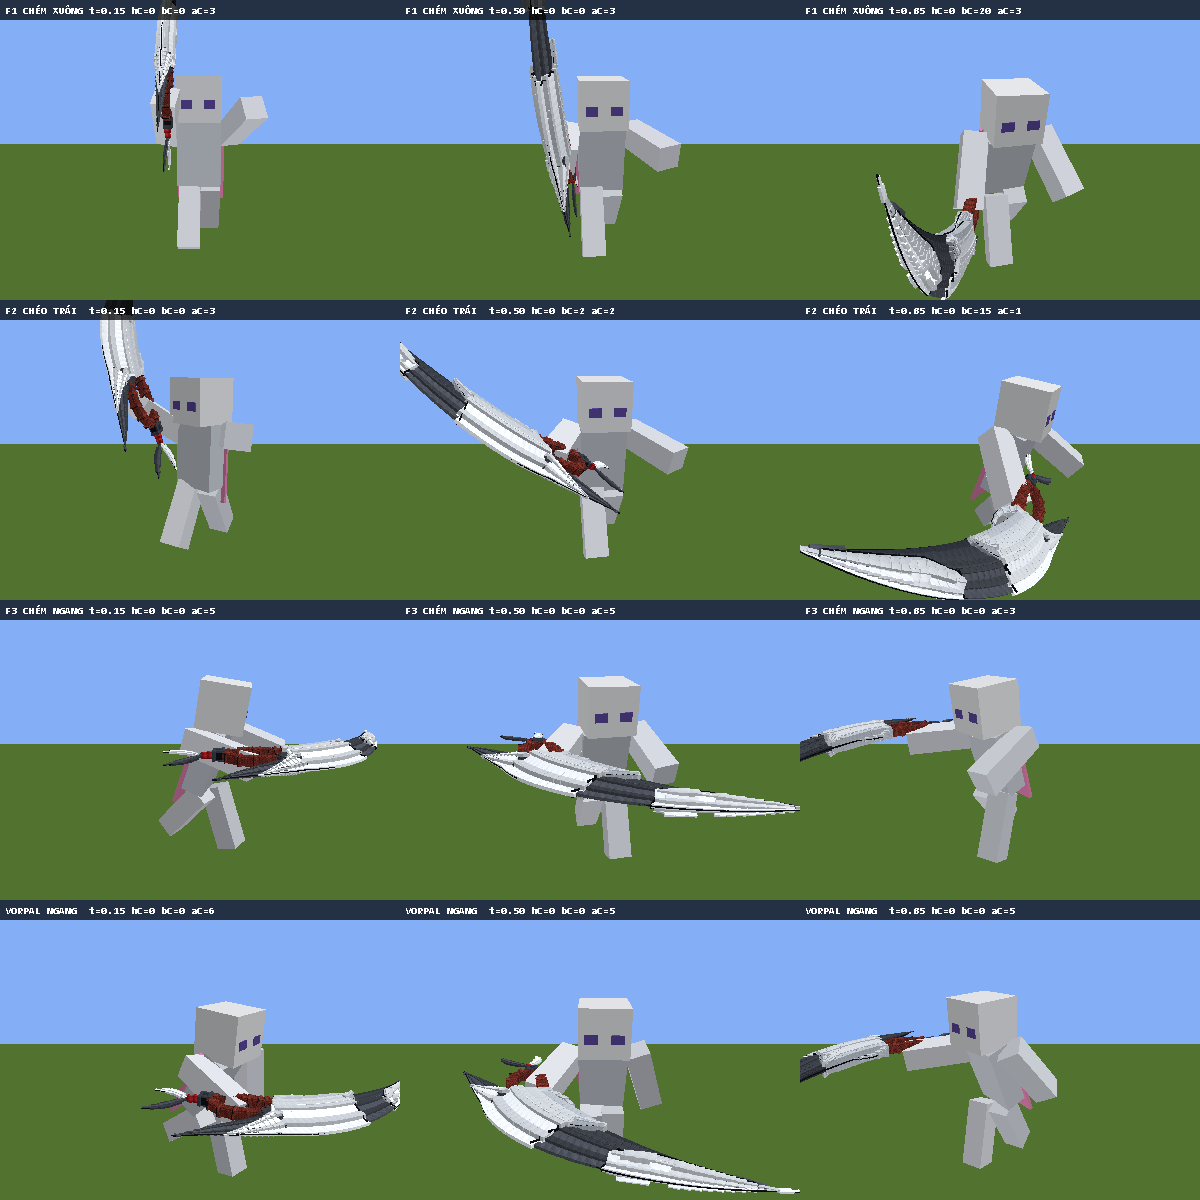 F1 CHÉM XUỐNG t=0.15 hC=0 bC=0 aC=3
F1 CHÉM XUỐNG t=0.50 hC=0 bC=0 aC=3
F1 CHÉM XUỐNG t=0.85 hC=0 bC=20 aC=3
F2 CHÉO TRÁI t=0.15 hC=0 bC=0 aC=3
F2 CHÉO TRÁI t=0.50 hC=0 bC=2 aC=2
F2 CHÉO TRÁI t=0.85 hC=0 bC=15 aC=1
F3 CHÉM NGANG t=0.15 hC=0 bC=0 aC=5
F3 CHÉM NGANG t=0.50 hC=0 bC=0 aC=5
F3 CHÉM NGANG t=0.85 hC=0 bC=0 aC=3
VORPAL NGANG t=0.15 hC=0 bC=0 aC=6
VORPAL NGANG t=0.50 hC=0 bC=0 aC=5
VORPAL NGANG t=0.85 hC=0 bC=0 aC=5